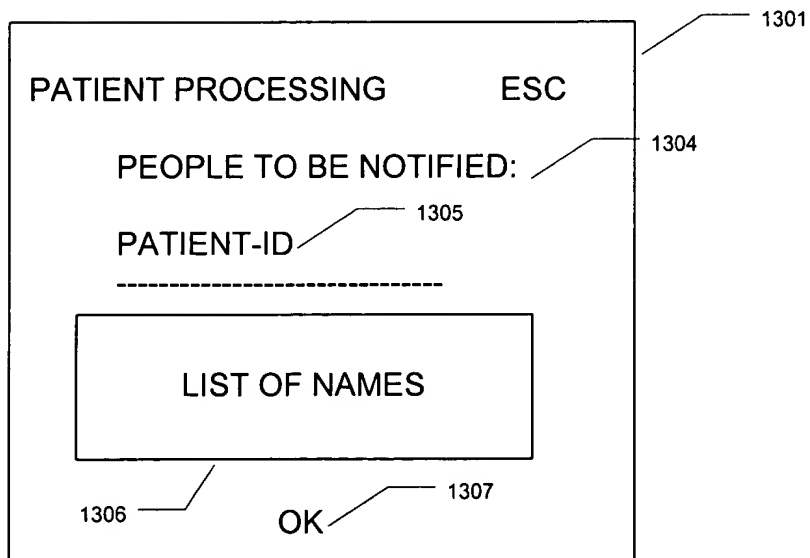 1301
PATIENT PROCESSING ESC
PEOPLE TO BE NOTIFIED: 1304
1305
PATIENT-ID
-------------------------------
LIST OF NAMES
1306
OK 1307